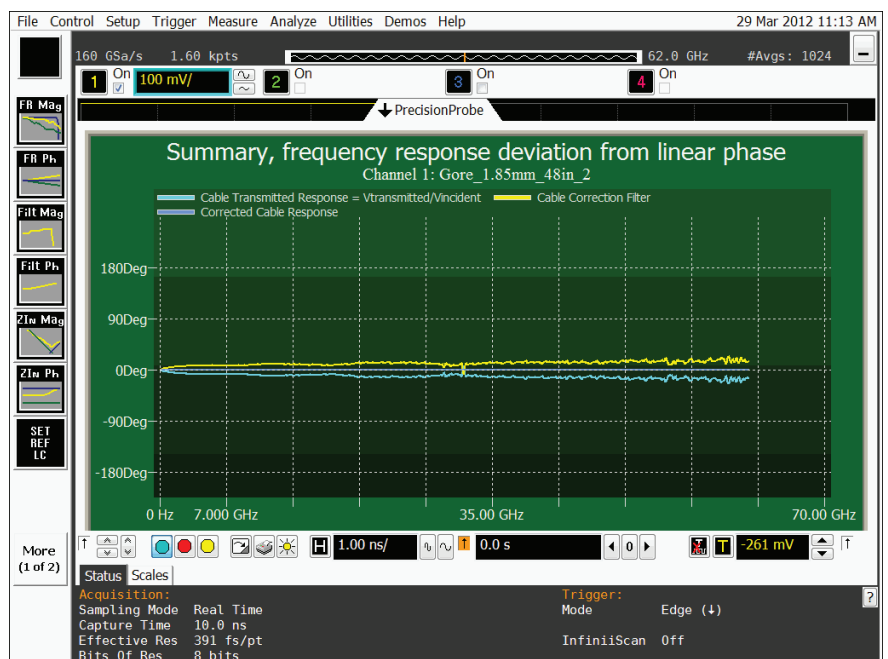 File Control Setup Trigger Measure Analyze Utilities Demos Help 29 Mar 2012 11:13 AM
160 GSa/s 1.60 kpts 62.0 GHz #Avgs: 1024
1 On 100 mV/ 2 On 3 On 4 On
PrecisionProbe
FR Mag
FR Ph
Filt Mag
Filt Ph
ZIN Mag
ZIN Ph
SET
REF
LC
More
(1 of 2)
Summary, frequency response deviation from linear phase
Channel 1: Gore_1.85mm_48in_2
Cable Transmitted Response = Vtransmitted/Vincident Cable Correction Filter
Corrected Cable Response
180Deg
90Deg
0Deg
-90Deg
-180Deg
0 Hz 7.000 GHz 35.00 GHz 70.00 GHz
H 1.00 ns/ 0.0 s 0 T -261 mV
Status Scales
Acquisition: Trigger: ?
Sampling Mode Real Time Mode Edge (↓)
Capture Time 10.0 ns
Effective Res 391 fs/pt InfiniiScan Off
Bits Of Res 8 bits